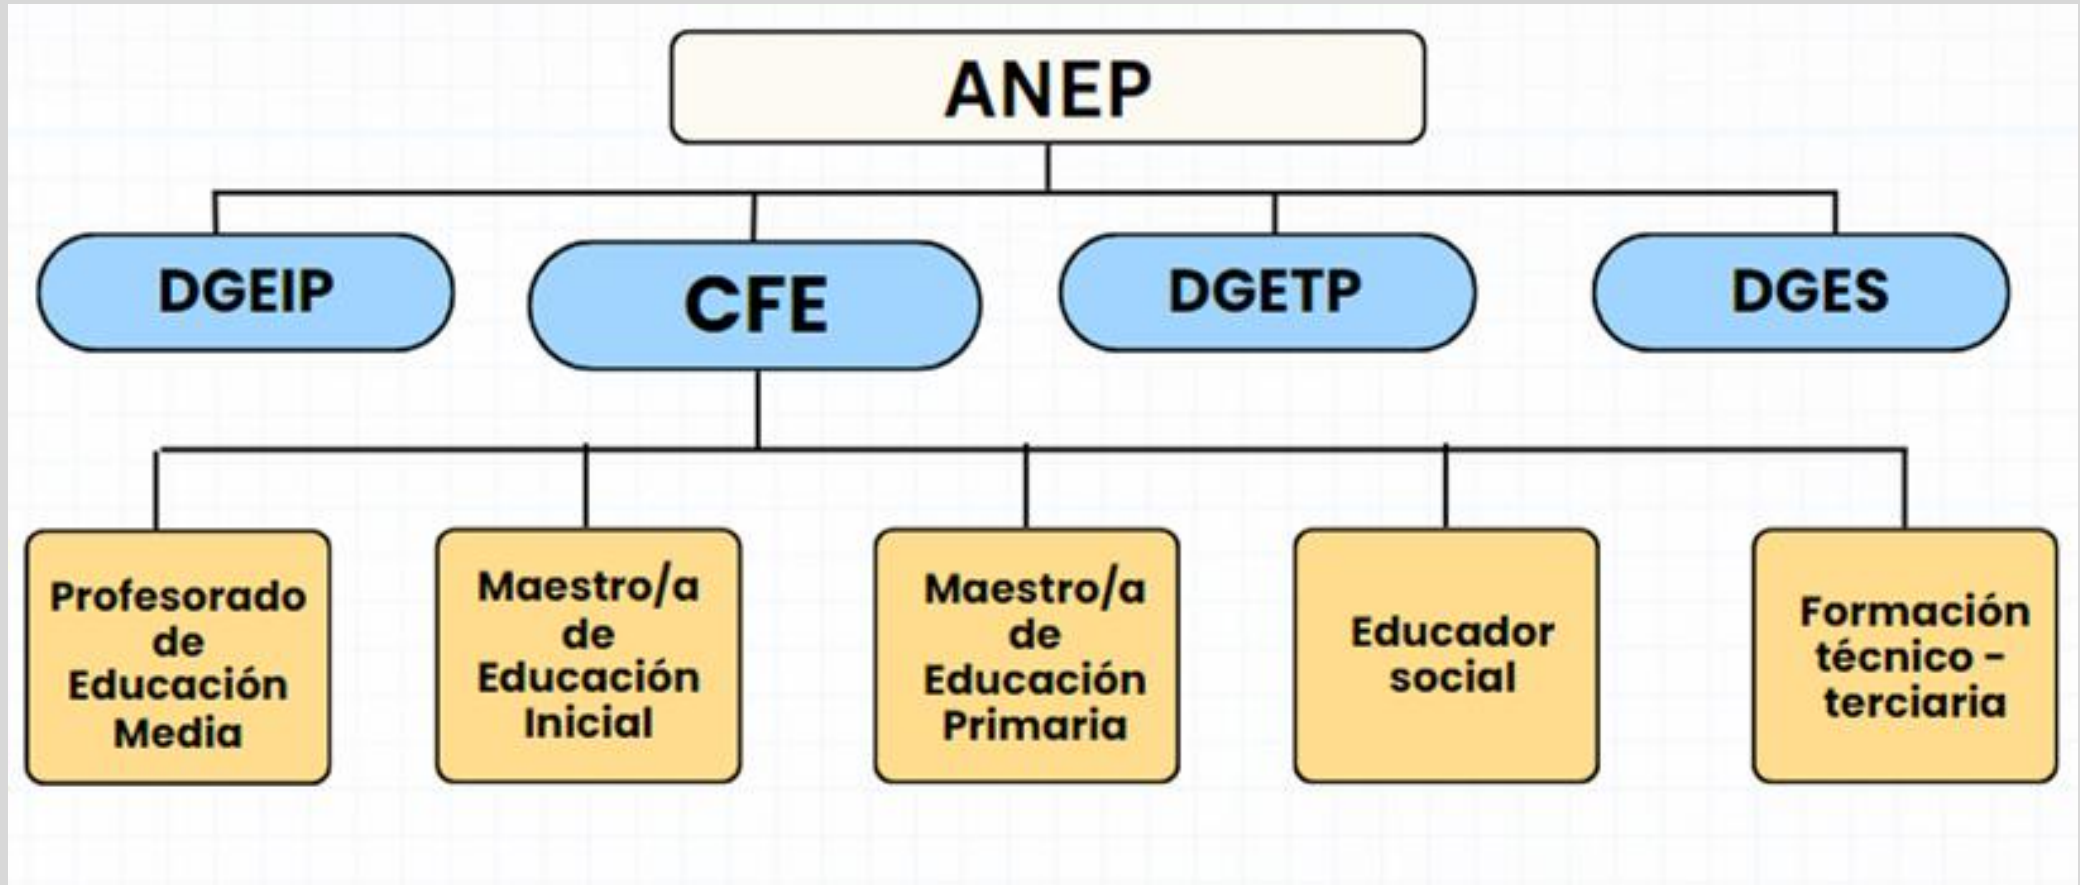 ANEP
DGEIP
CFE
DGETP
DGES
Profesorado
de
Educación
Media
Maestro/a
de
Educación
Inicial
Maestro/a
de
Educación
Primaria
Educador
social
Formación
técnico -
terciaria